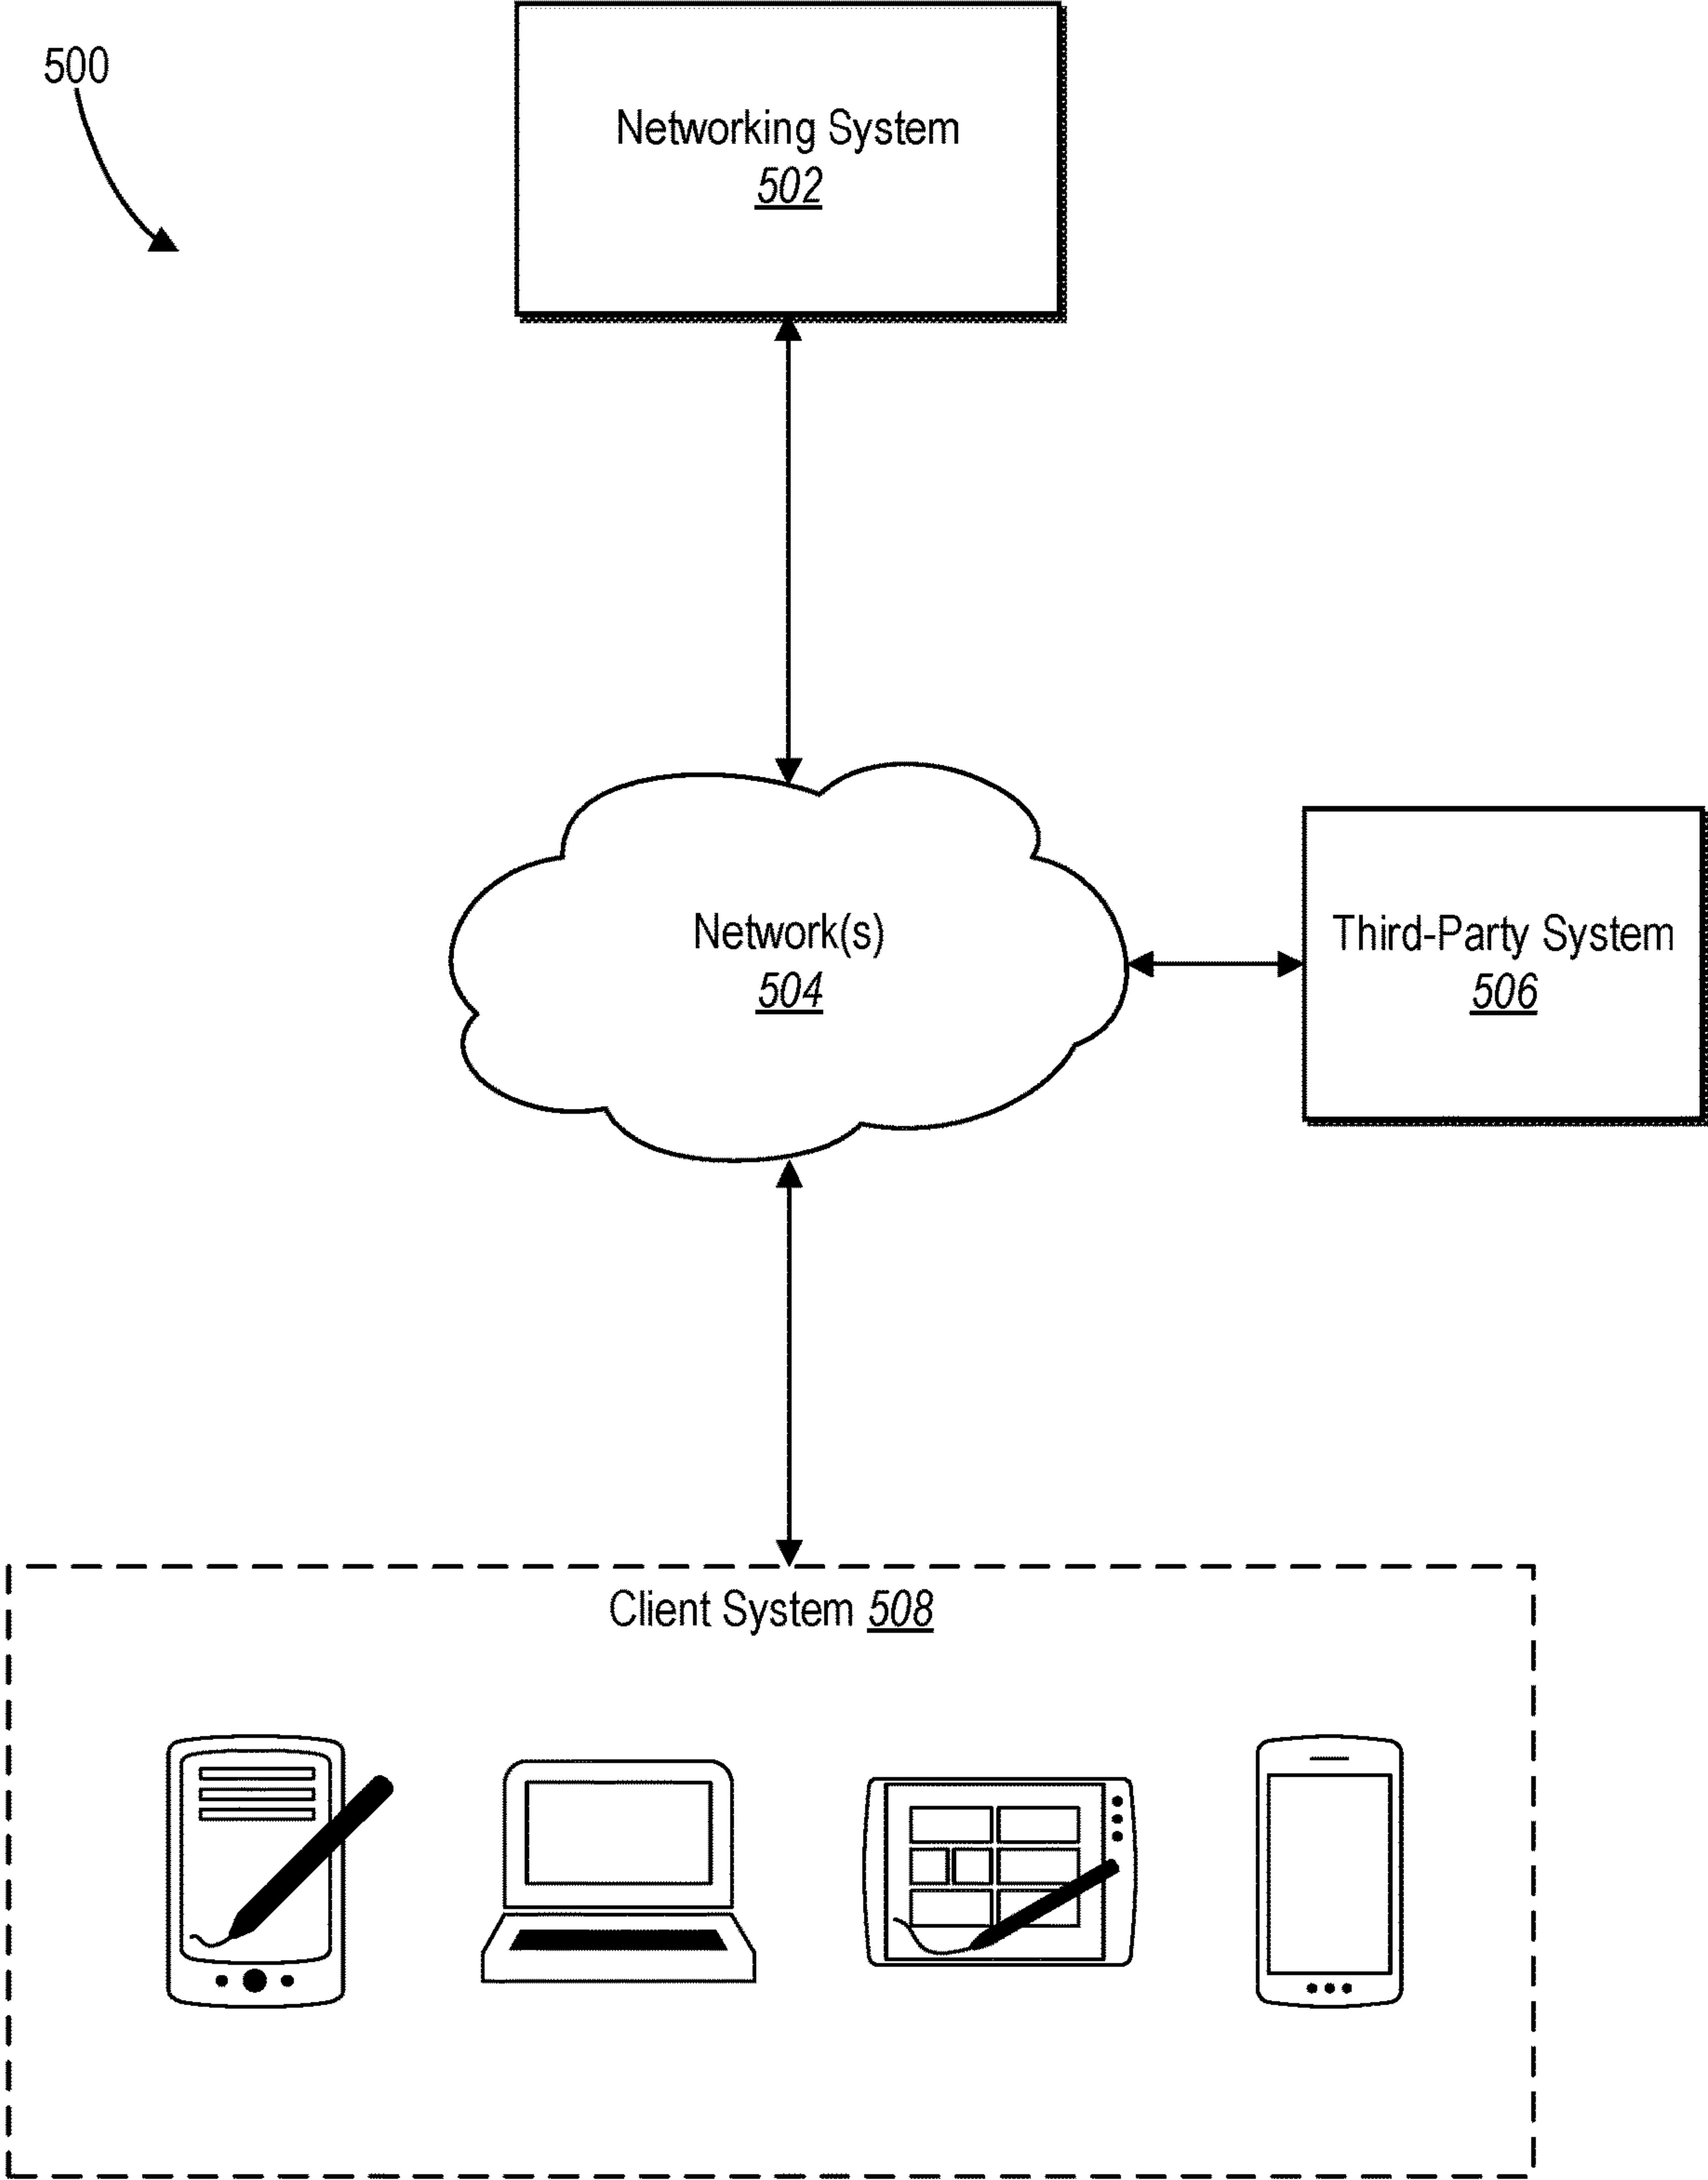 500
Networking System
502
Network(s)
504
Third-Party System
506
Client System 508